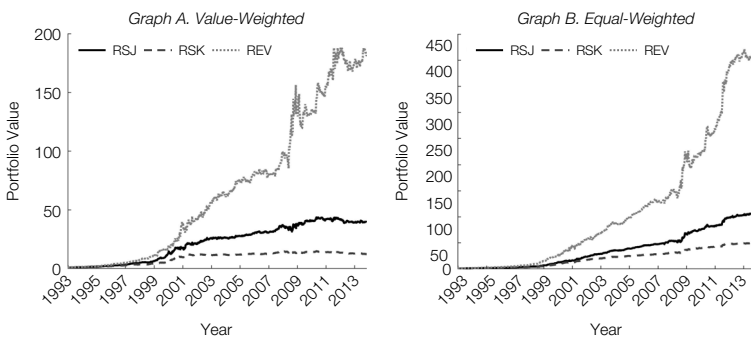 Graph A. Value-Weighted
RSJ RSK REV
200
150
100
50
0
Portfolio Value
1993 1995 1997 1999 2001 2003 2005 2007 2009 2011 2013
Year
Graph B. Equal-Weighted
RSJ RSK REV
450
400
350
300
250
200
150
100
50
0
Portfolio Value
1993 1995 1997 1999 2001 2003 2005 2007 2009 2011 2013
Year